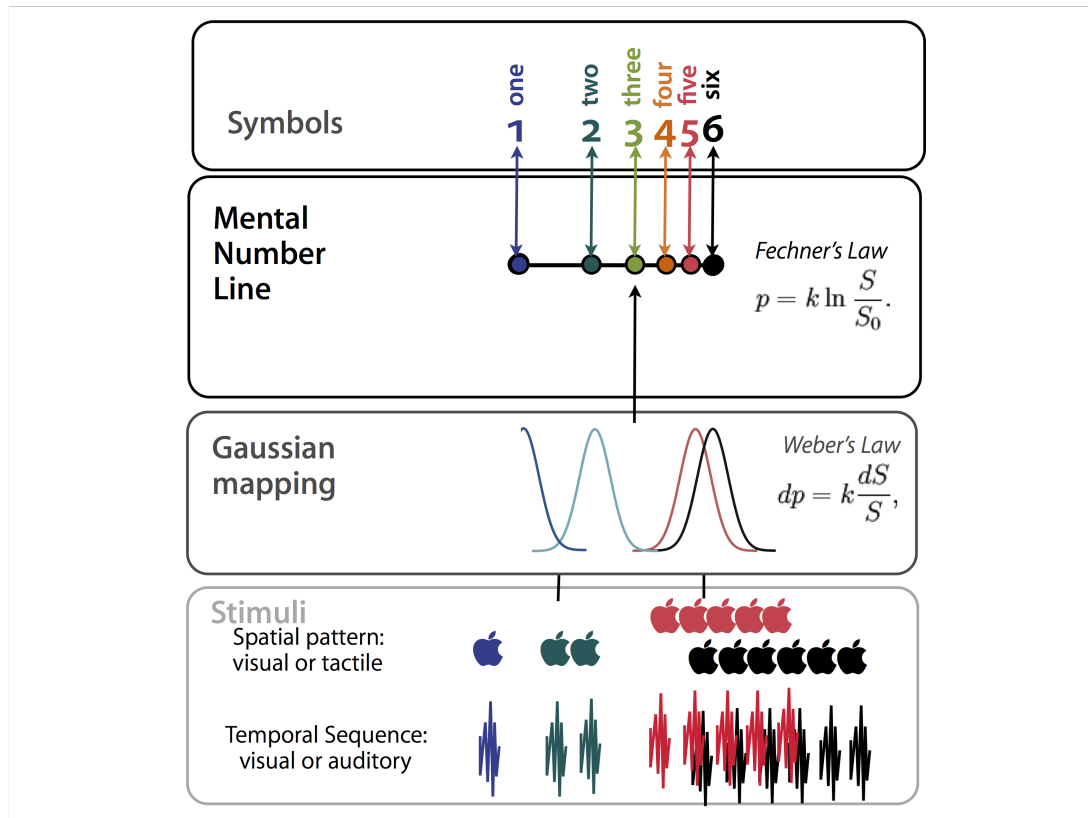 Symbols
one two three four five six
1 2 3 4 5 6
Mental
Number
Line
Fechner's Law
p = k ln S/S₀.
Gaussian
mapping
Weber's Law
dp = k dS/S,
Stimuli
Spatial pattern:
visual or tactile
Temporal Sequence:
visual or auditory